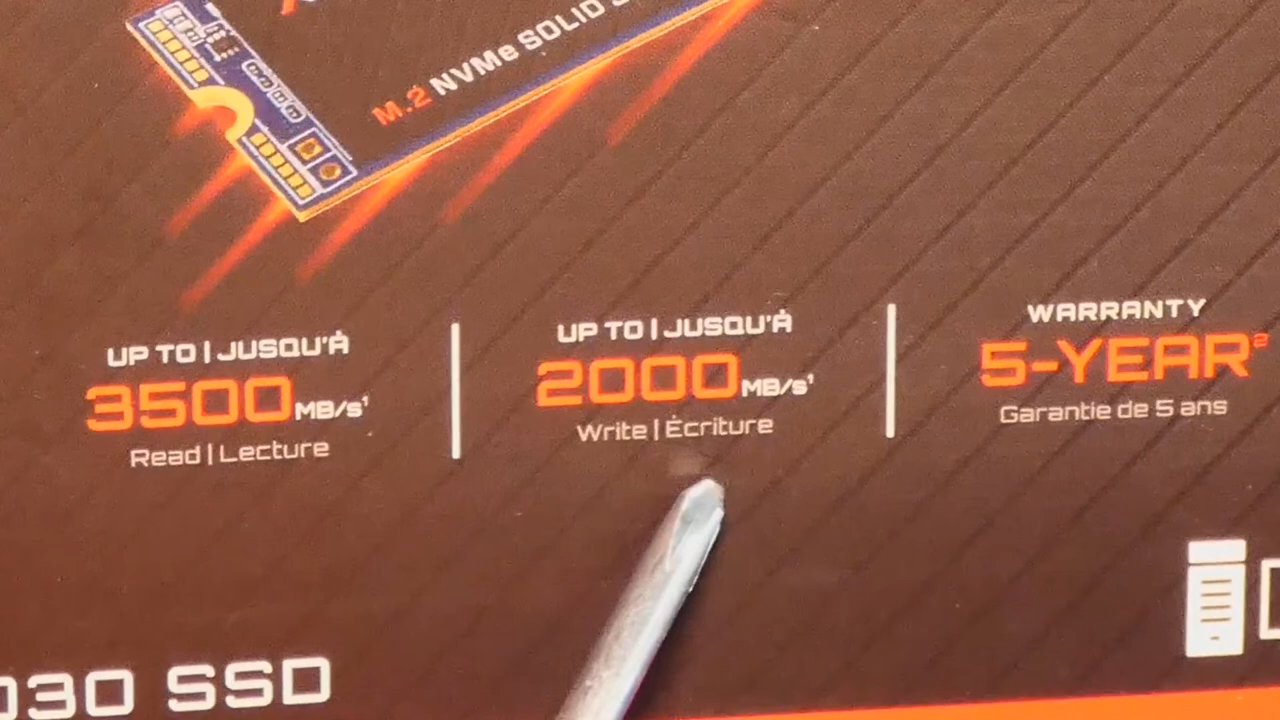 M.2 NVMe SOLID
UP TO | JUSQU'À
3500MB/s¹
Read | Lecture
UP TO | JUSQU'À
2000MB/s¹
Write | Écriture
WARRANTY
5-YEAR²
Garantie de 5 ans
030 SSD